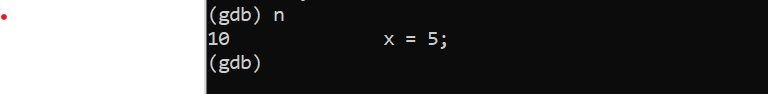 (gdb) n
10 x = 5;
(gdb)